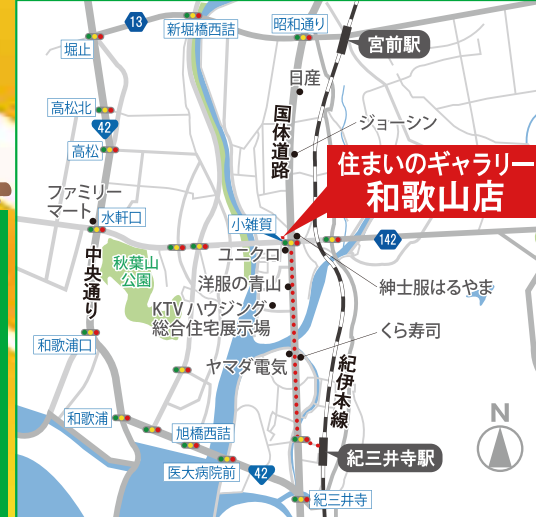 13
新堀橋西詰
昭和通り
堀止
宮前駅
日産
高松北
42
国体道路
ジョーシン
高松
住まいのギャラリー
和歌山店
ファミリー
マート
水軒口
小雑賀
142
ユニクロ
中央通り
秋葉山
公園
洋服の青山
紳士服はるやま
KTVハウジング
総合住宅展示場
くら寿司
和歌浦口
ヤマダ電気
紀伊本線
和歌浦
旭橋西詰
N
紀三井寺駅
医大病院前
42
紀三井寺